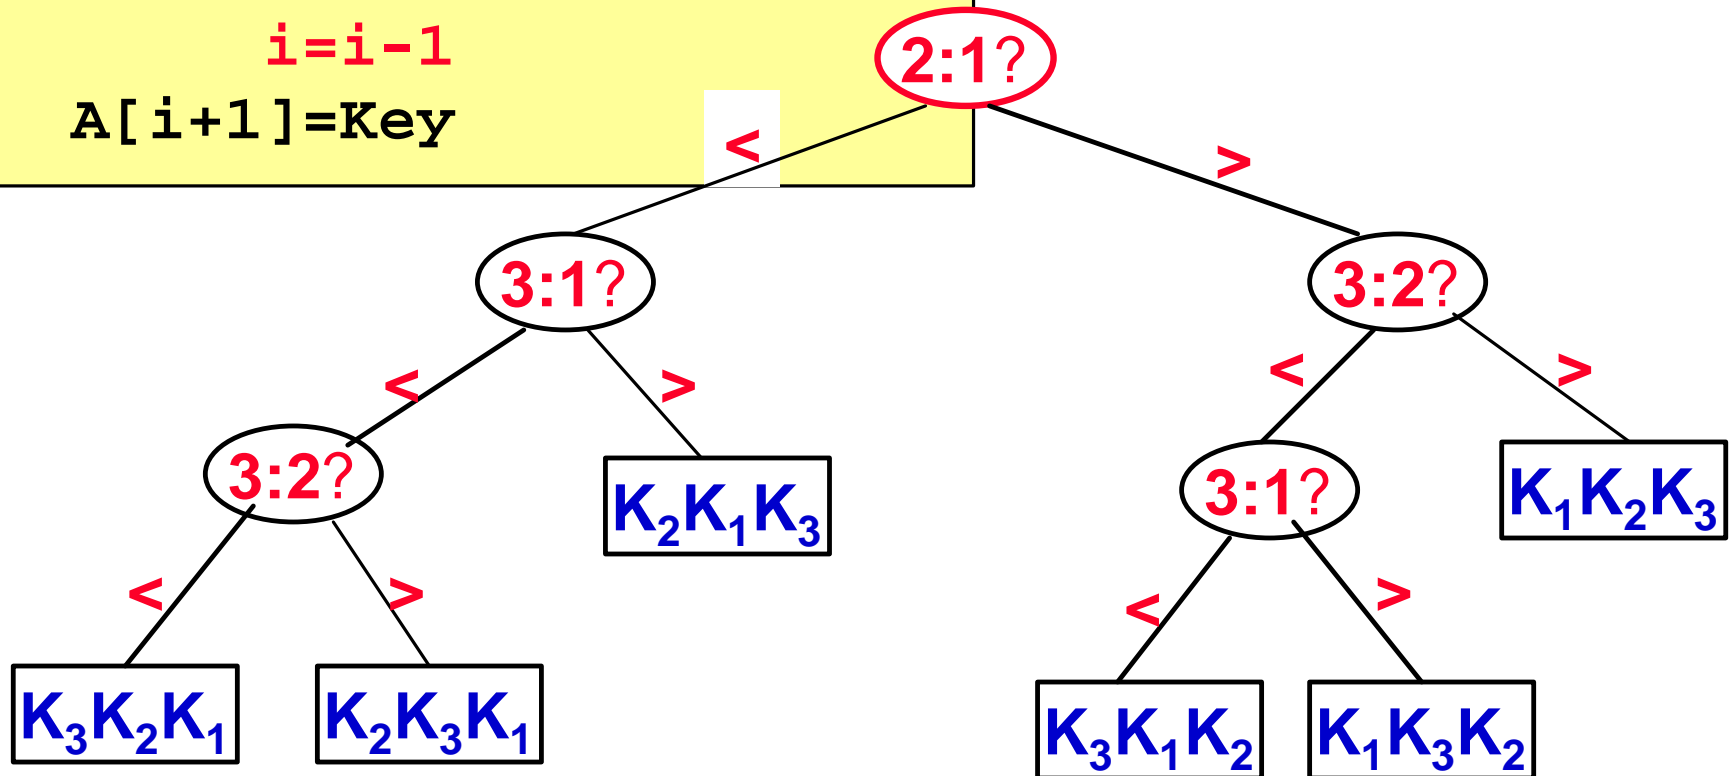 i=i-1
A[i+1]=Key
2:1?
<
>
3:1?
3:2?
<
>
<
>
3:2?
K₂K₁K₃
3:1?
K₁K₂K₃
<
>
<
>
K₃K₂K₁
K₂K₃K₁
K₃K₁K₂
K₁K₃K₂